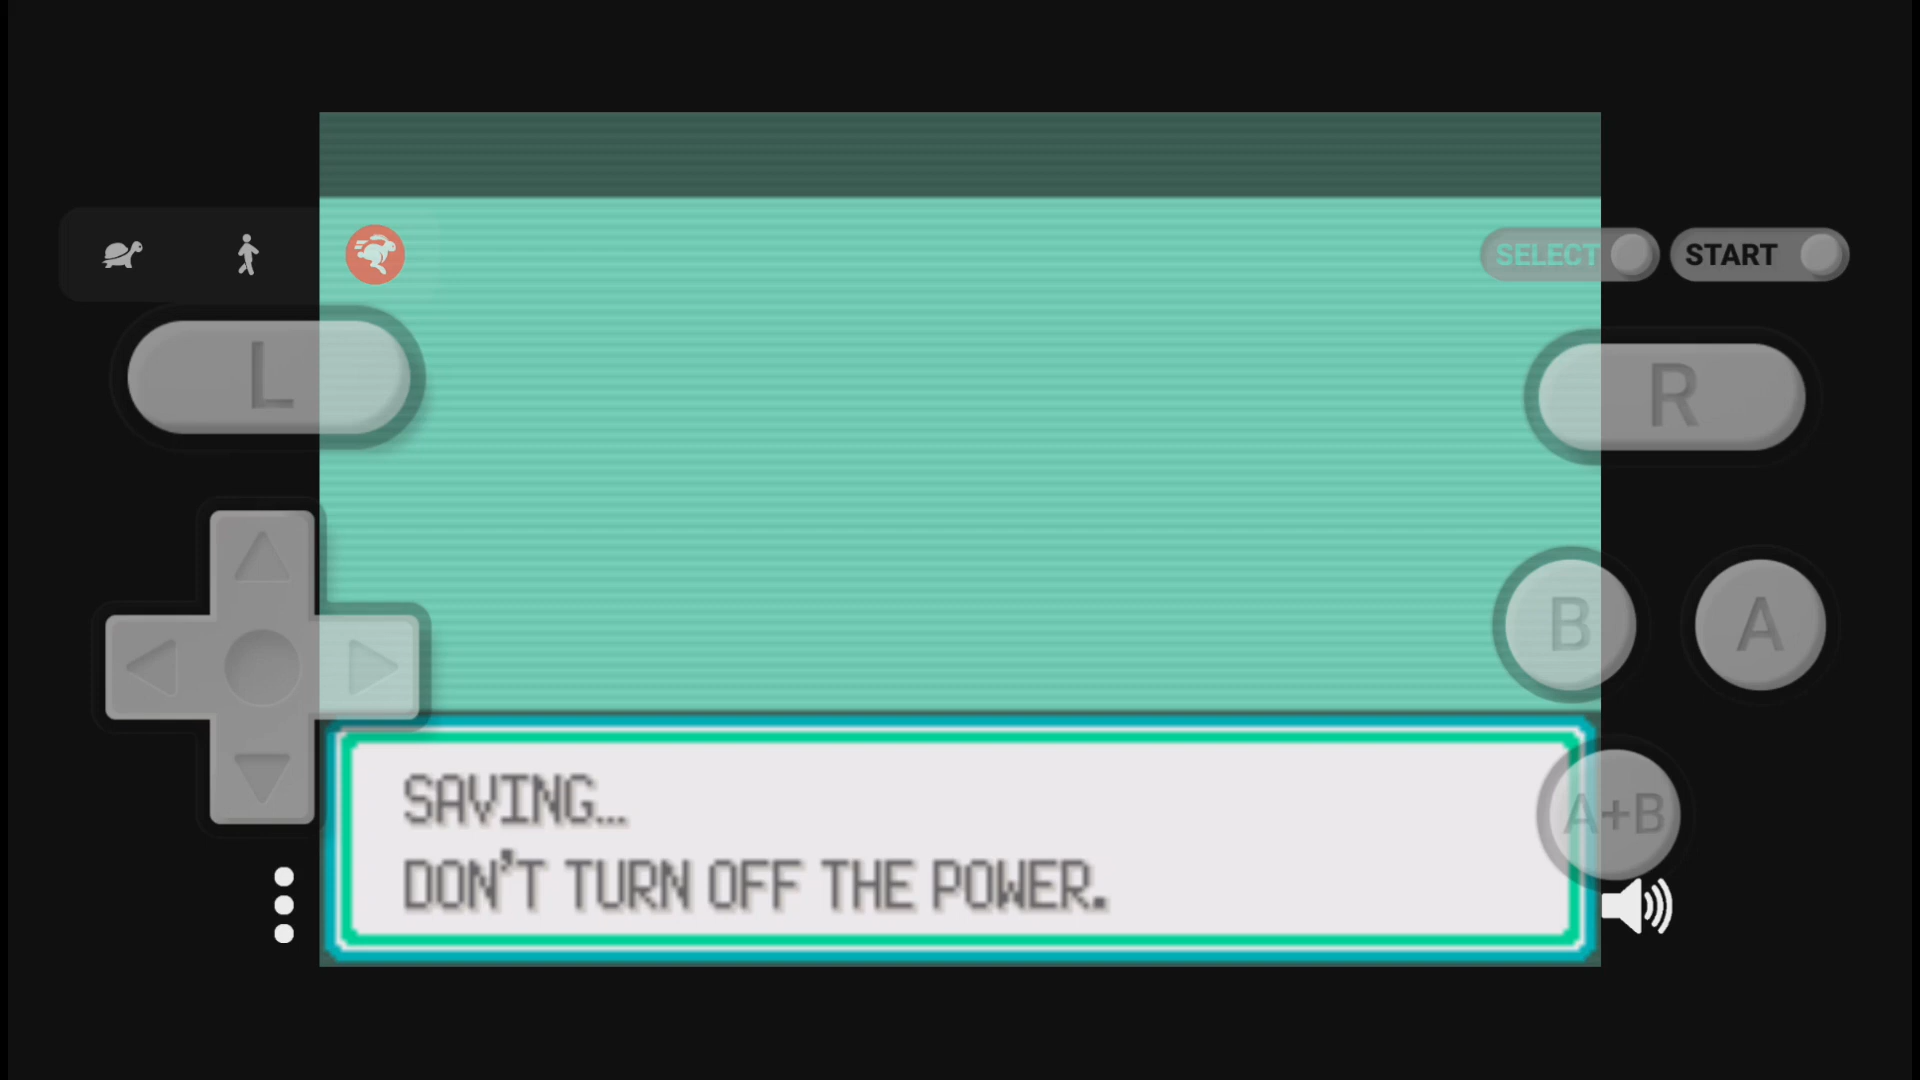 SELECT
START
L
R
B
A
A+B
SAVING...
DON'T TURN OFF THE POWER.